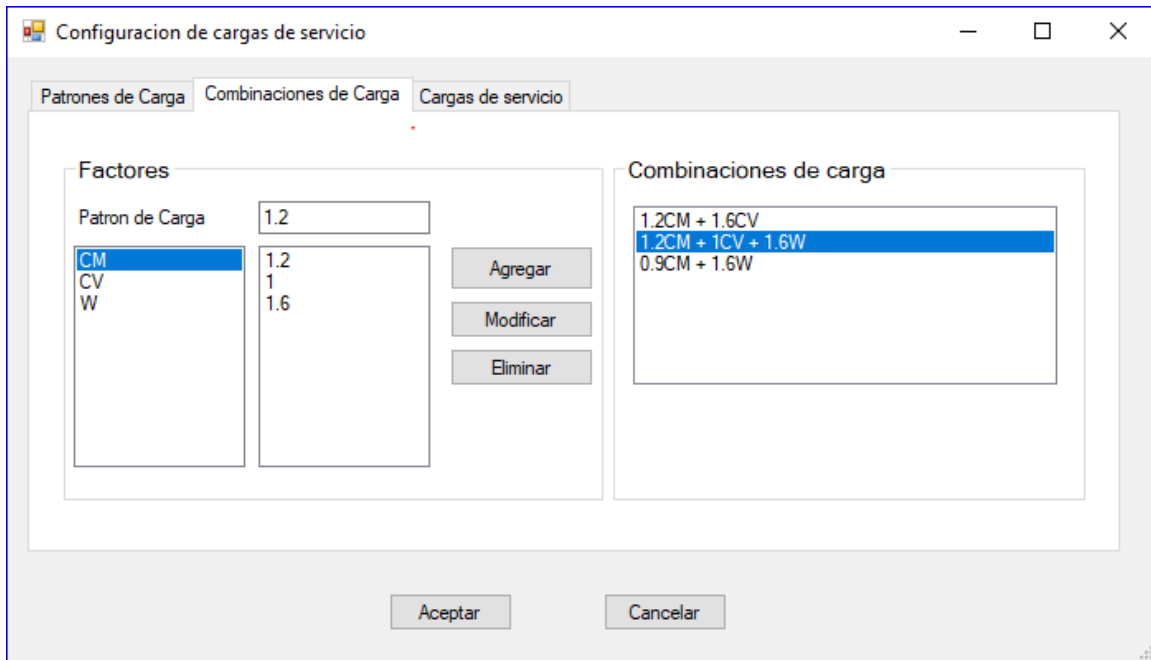 Configuracion de cargas de servicio
Patrones de Carga Combinaciones de Carga Cargas de servicio
Factores
Patron de Carga 1.2
CM 1.2
CV 1
W 1.6
Agregar
Modificar
Eliminar
Combinaciones de carga
1.2CM + 1.6CV
1.2CM + 1CV + 1.6W
0.9CM + 1.6W
Aceptar Cancelar